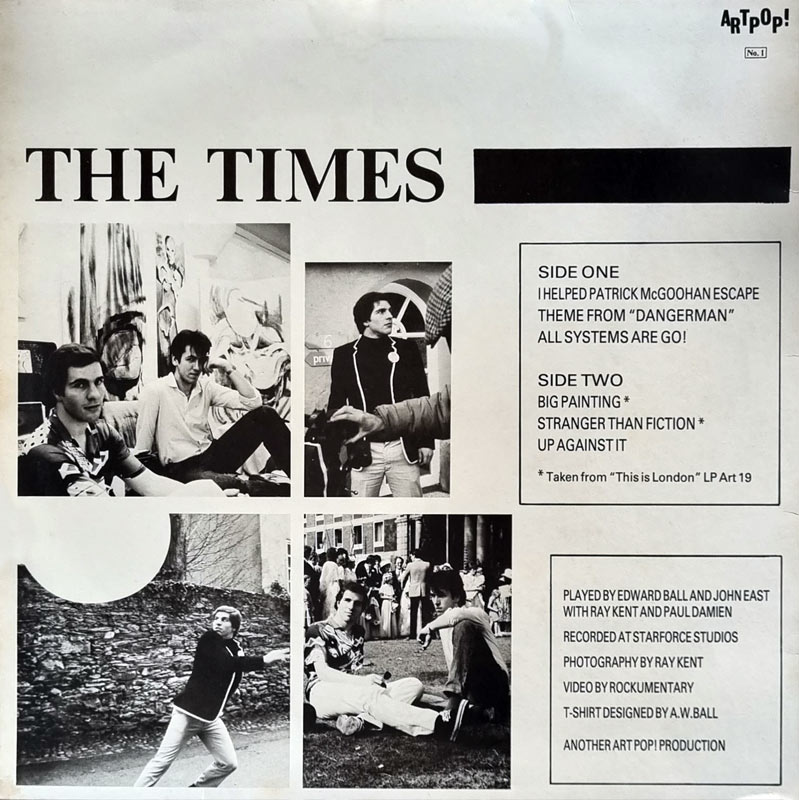 ARTPOP!
No. 1
THE TIMES
6
priv
SIDE ONE
I HELPED PATRICK McGOOHAN ESCAPE
THEME FROM “DANGERMAN”
ALL SYSTEMS ARE GO!
SIDE TWO
BIG PAINTING *
STRANGER THAN FICTION *
UP AGAINST IT
* Taken from “This is London” LP Art 19
PLAYED BY EDWARD BALL AND JOHN EAST
WITH RAY KENT AND PAUL DAMIEN
RECORDED AT STARFORCE STUDIOS
PHOTOGRAPHY BY RAY KENT
VIDEO BY ROCKUMENTARY
T-SHIRT DESIGNED BY A.W.BALL
ANOTHER ART POP! PRODUCTION